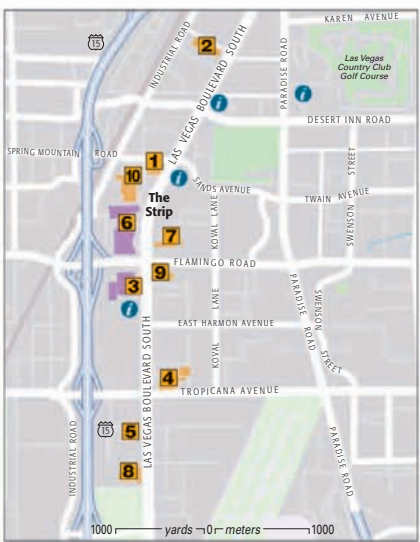 KAREN AVENUE
15
INDUSTRIAL ROAD
2
LAS VEGAS BOULEVARD SOUTH
PARADISE ROAD
Las Vegas
Country Club
Golf Course
i
i
DESERT INN ROAD
SPRING MOUNTAIN ROAD
1
i
10
SANDS AVENUE
TWAIN AVENUE
SWENSON STREET
The
Strip
KOVAL LANE
6
7
FLAMINGO ROAD
9
3
i
PARADISE ROAD
SWENSON STREET
KOVAL LANE
EAST HARMON AVENUE
LAS VEGAS BOULEVARD SOUTH
4
TROPICANA AVENUE
15
5
INDUSTRIAL ROAD
PARADISE ROAD
8
1000 yards 0 meters 1000